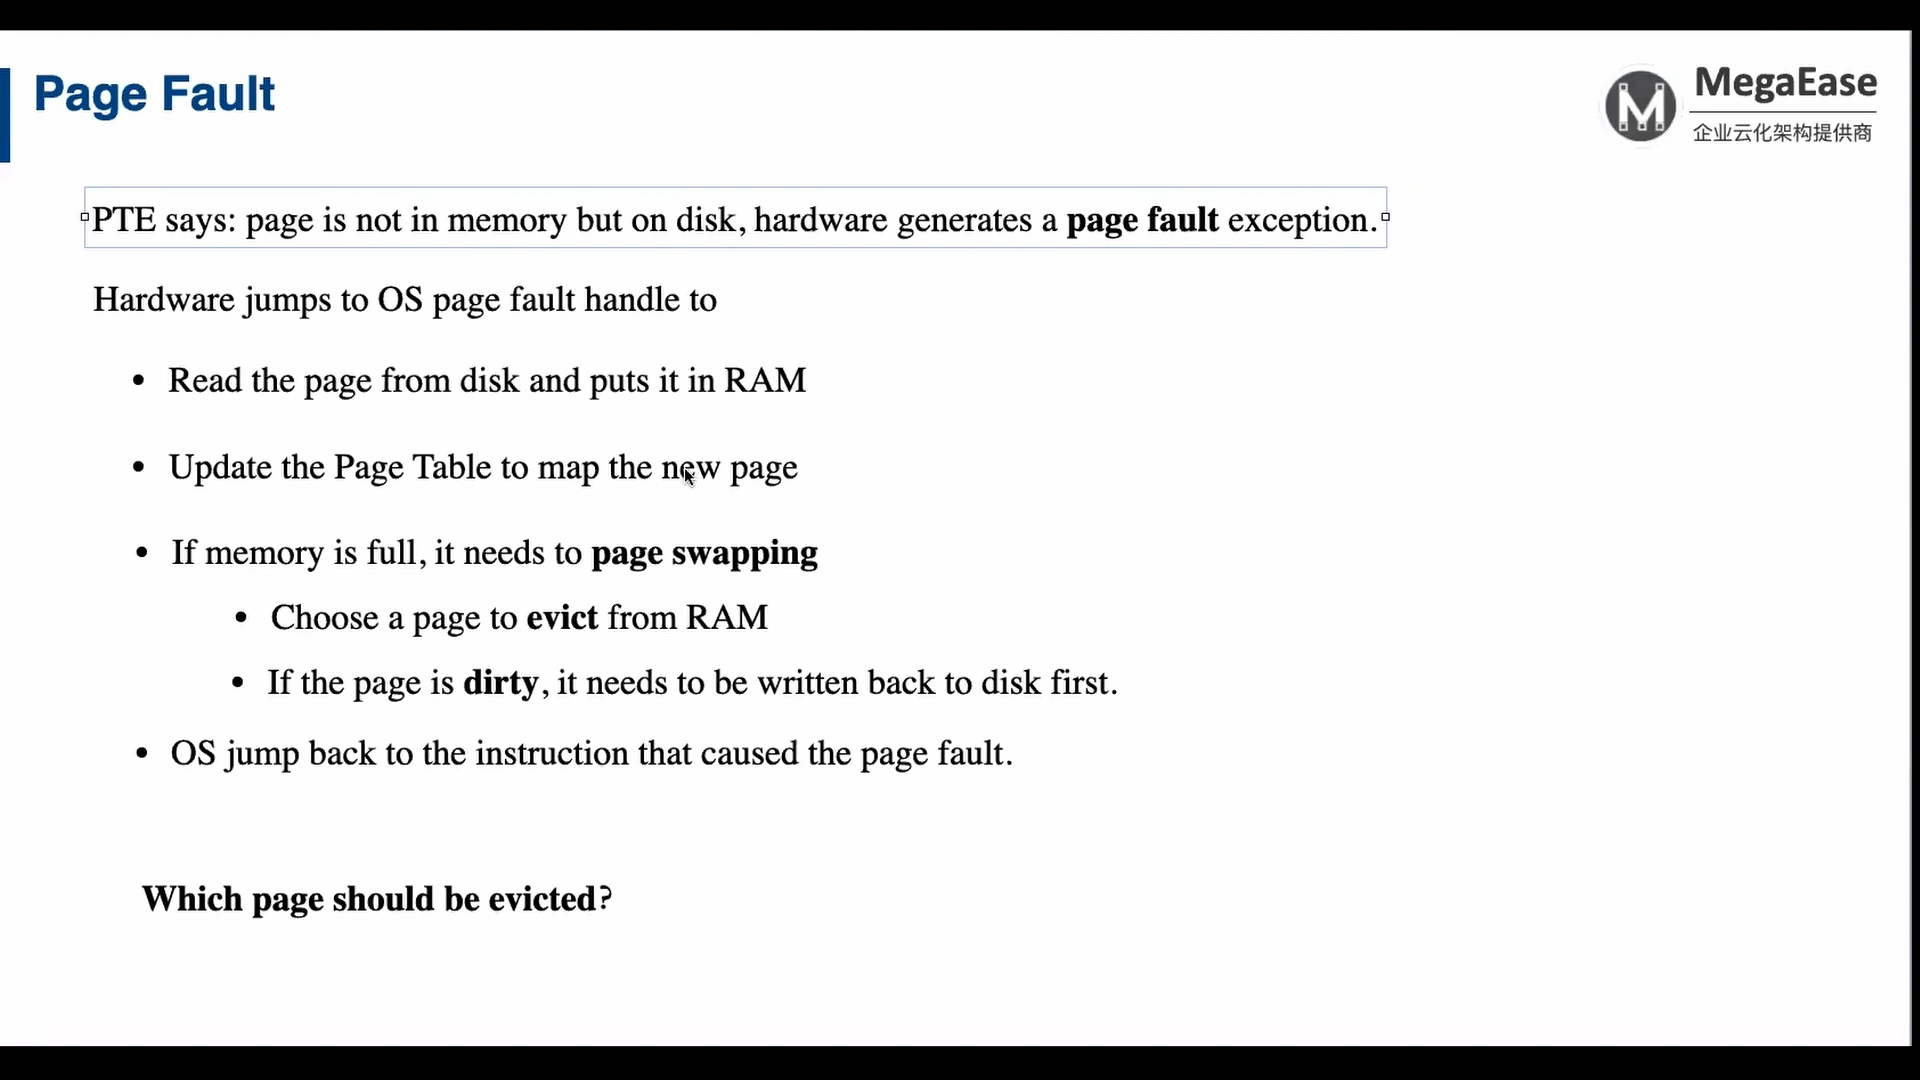 Page Fault
MegaEase
企业云化架构提供商
PTE says: page is not in memory but on disk, hardware generates a page fault exception.
Hardware jumps to OS page fault handle to
• Read the page from disk and puts it in RAM
• Update the Page Table to map the new page
• If memory is full, it needs to page swapping
• Choose a page to evict from RAM
• If the page is dirty, it needs to be written back to disk first.
• OS jump back to the instruction that caused the page fault.
Which page should be evicted?